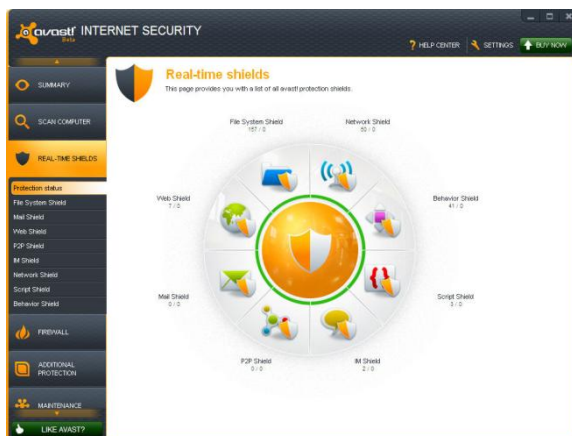 avast! INTERNET SECURITY
Beta
HELP CENTER
SETTINGS
BUY NOW
SUMMARY
SCAN COMPUTER
REAL-TIME SHIELDS
Protection status
File System Shield
Mail Shield
Web Shield
P2P Shield
IM Shield
Network Shield
Script Shield
Behavior Shield
FIREWALL
ADDITIONAL
PROTECTION
MAINTENANCE
LIKE AVAST?
Real-time shields
This page provides you with a list of all avast! protection shields.
File System Shield
157 / 0
Network Shield
50 / 0
Web Shield
7 / 0
Behavior Shield
41 / 0
Mail Shield
0 / 0
Script Shield
3 / 0
P2P Shield
0 / 0
IM Shield
2 / 0